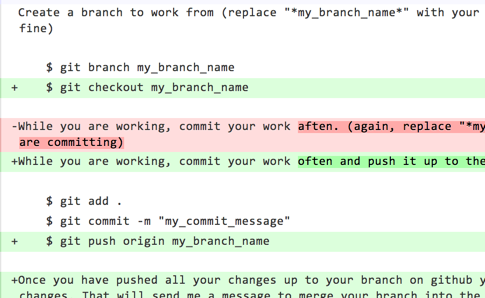 Create a branch to work from (replace "*my_branch_name*" with your
fine)
$ git branch my_branch_name
+ $ git checkout my_branch_name
-While you are working, commit your work aften. (again, replace "*my
are committing)
+While you are working, commit your work often and push it up to the
$ git add .
$ git commit -m "my_commit_message"
+ $ git push origin my_branch_name
+Once you have pushed all your changes up to your branch on github y
changes. That will send me a message to merge your branch into the